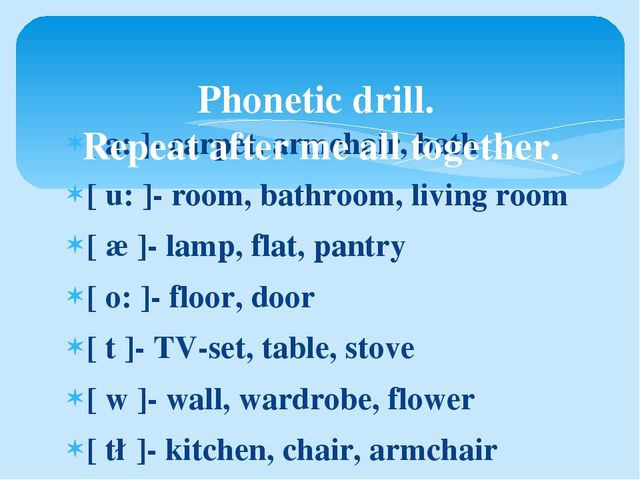 Phonetic drill.
Repeat after me all together.
[ a: ]- carpet, armchair, bath
[ u: ]- room, bathroom, living room
[ æ ]- lamp, flat, pantry
[ o: ]- floor, door
[ t ]- TV-set, table, stove
[ w ]- wall, wardrobe, flower
[ tł ]- kitchen, chair, armchair